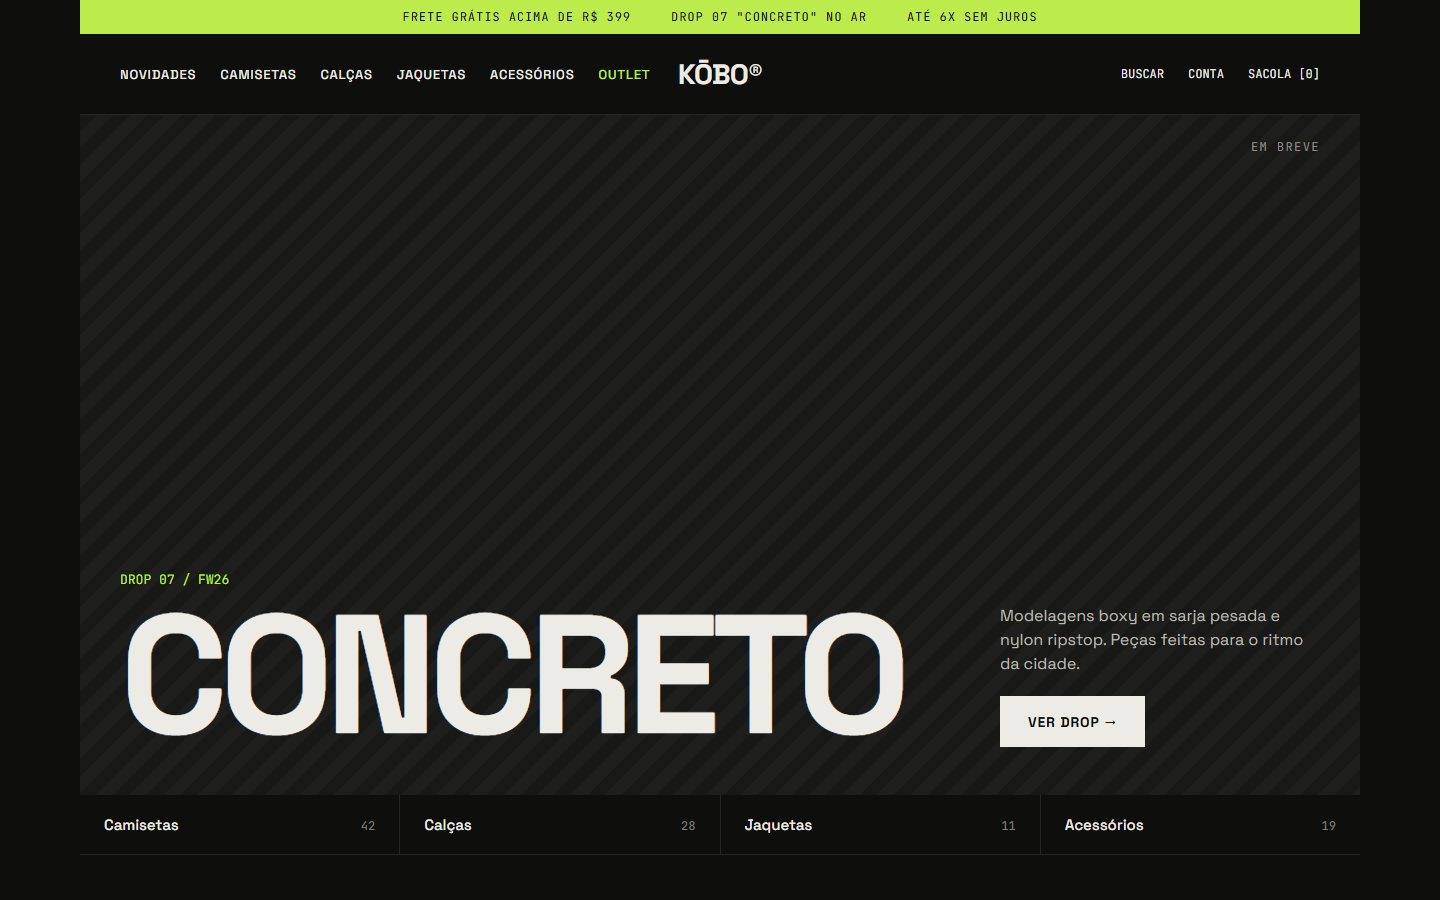 FRETE GRÁTIS ACIMA DE R$ 399 DROP 07 "CONCRETO" NO AR ATÉ 6X SEM JUROS
NOVIDADES CAMISETAS CALÇAS JAQUETAS ACESSÓRIOS OUTLET KŌBO® BUSCAR CONTA SACOLA [0]
EM BREVE
DROP 07 / FW26
CONCRETO
Modelagens boxy em sarja pesada e
nylon ripstop. Peças feitas para o ritmo
da cidade.
VER DROP →
Camisetas 42 Calças 28 Jaquetas 11 Acessórios 19